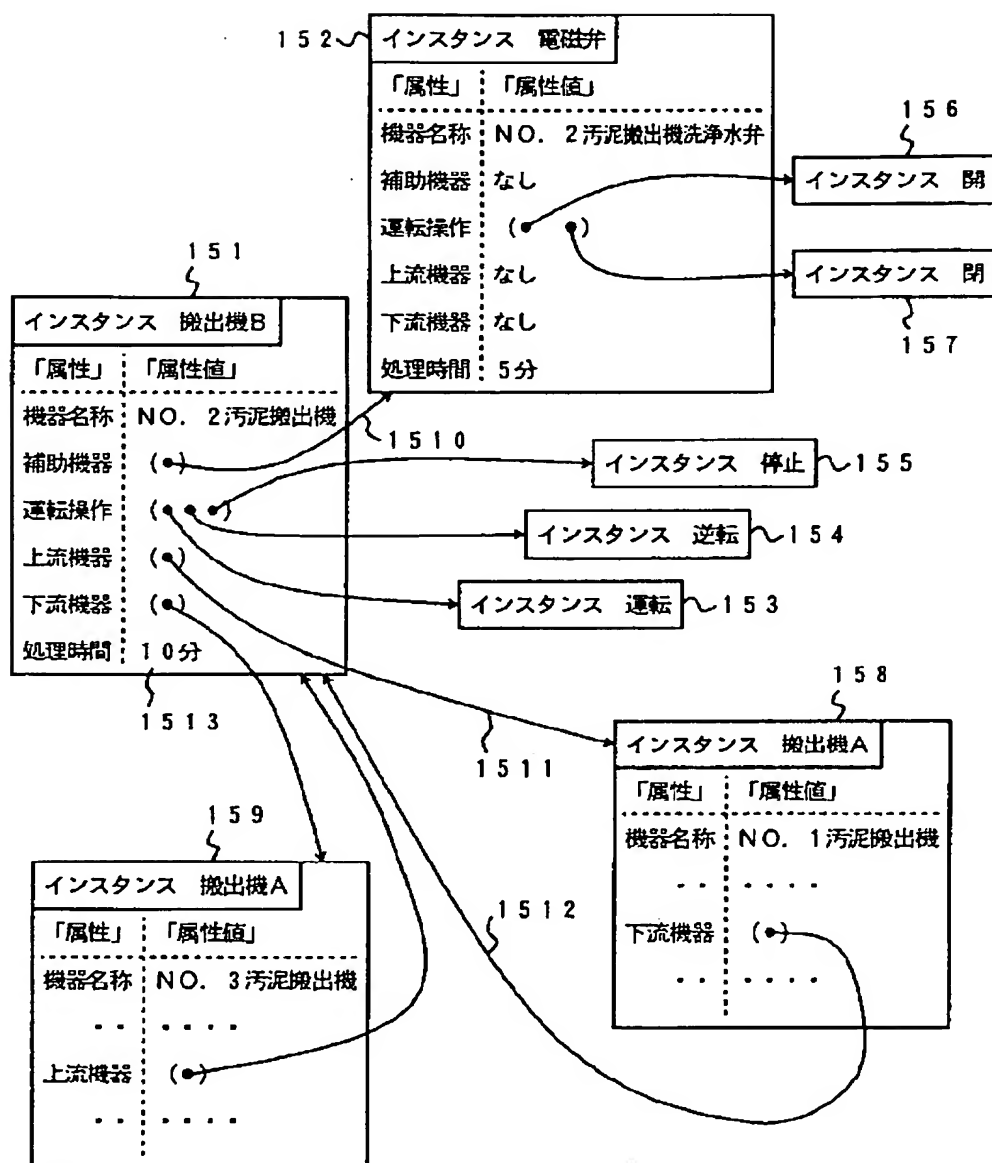 152
インスタンス 電磁弁
「属性」 「属性値」
機器名称 NO. 2汚泥搬出機洗浄水弁
補助機器 なし
運転操作 (● ●)
上流機器 なし
下流機器 なし
処理時間 5分
156
インスタンス 開
インスタンス 閉
157
151
インスタンス 搬出機B
「属性」 「属性値」
機器名称 NO. 2汚泥搬出機
補助機器 (●)
運転操作 (● ● ●)
上流機器 (●)
下流機器 (●)
処理時間 10分
1513
1510
インスタンス 停止 155
インスタンス 逆転 154
インスタンス 運転 153
1511
158
インスタンス 搬出機A
「属性」 「属性値」
機器名称 NO. 1汚泥搬出機
・・ ・・・・
下流機器 (●)
・・ ・・・・
1512
159
インスタンス 搬出機A
「属性」 「属性値」
機器名称 NO. 3汚泥搬出機
・・ ・・・・
上流機器 (●)
・・ ・・・・